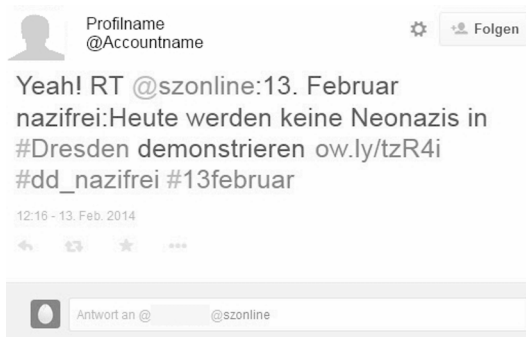 Profilname
@Accountname
Folgen
Yeah! RT @szonline:13. Februar
nazifrei:Heute werden keine Neonazis in
#Dresden demonstrieren ow.ly/tzR4i
#dd_nazifrei #13februar
12:16 - 13. Feb. 2014
Antwort an @ @szonline